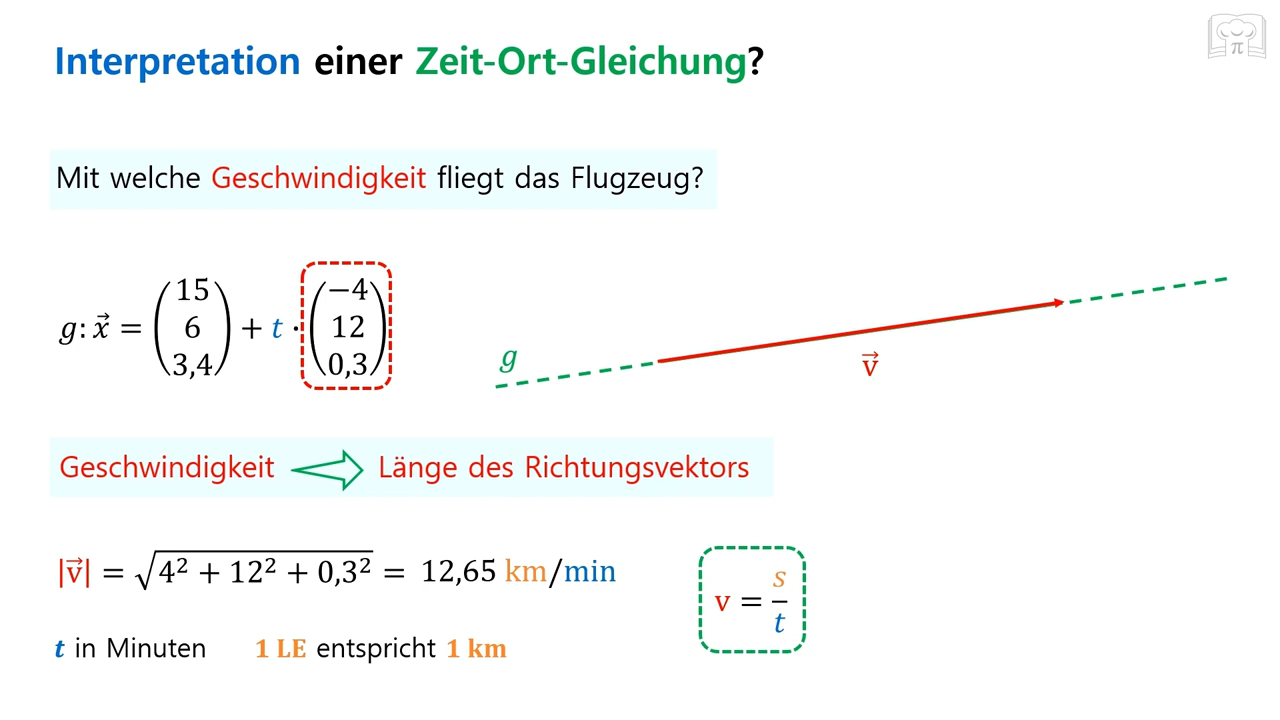 Interpretation einer Zeit-Ort-Gleichung?
π
Mit welche Geschwindigkeit fliegt das Flugzeug?
g: x⃗ = (15 6 3,4) + t · (−4 12 0,3)
g
v⃗
Geschwindigkeit Länge des Richtungsvektors
|v⃗| = √4² + 12² + 0,3² = 12,65 km/min
v = s/t
t in Minuten 1 LE entspricht 1 km